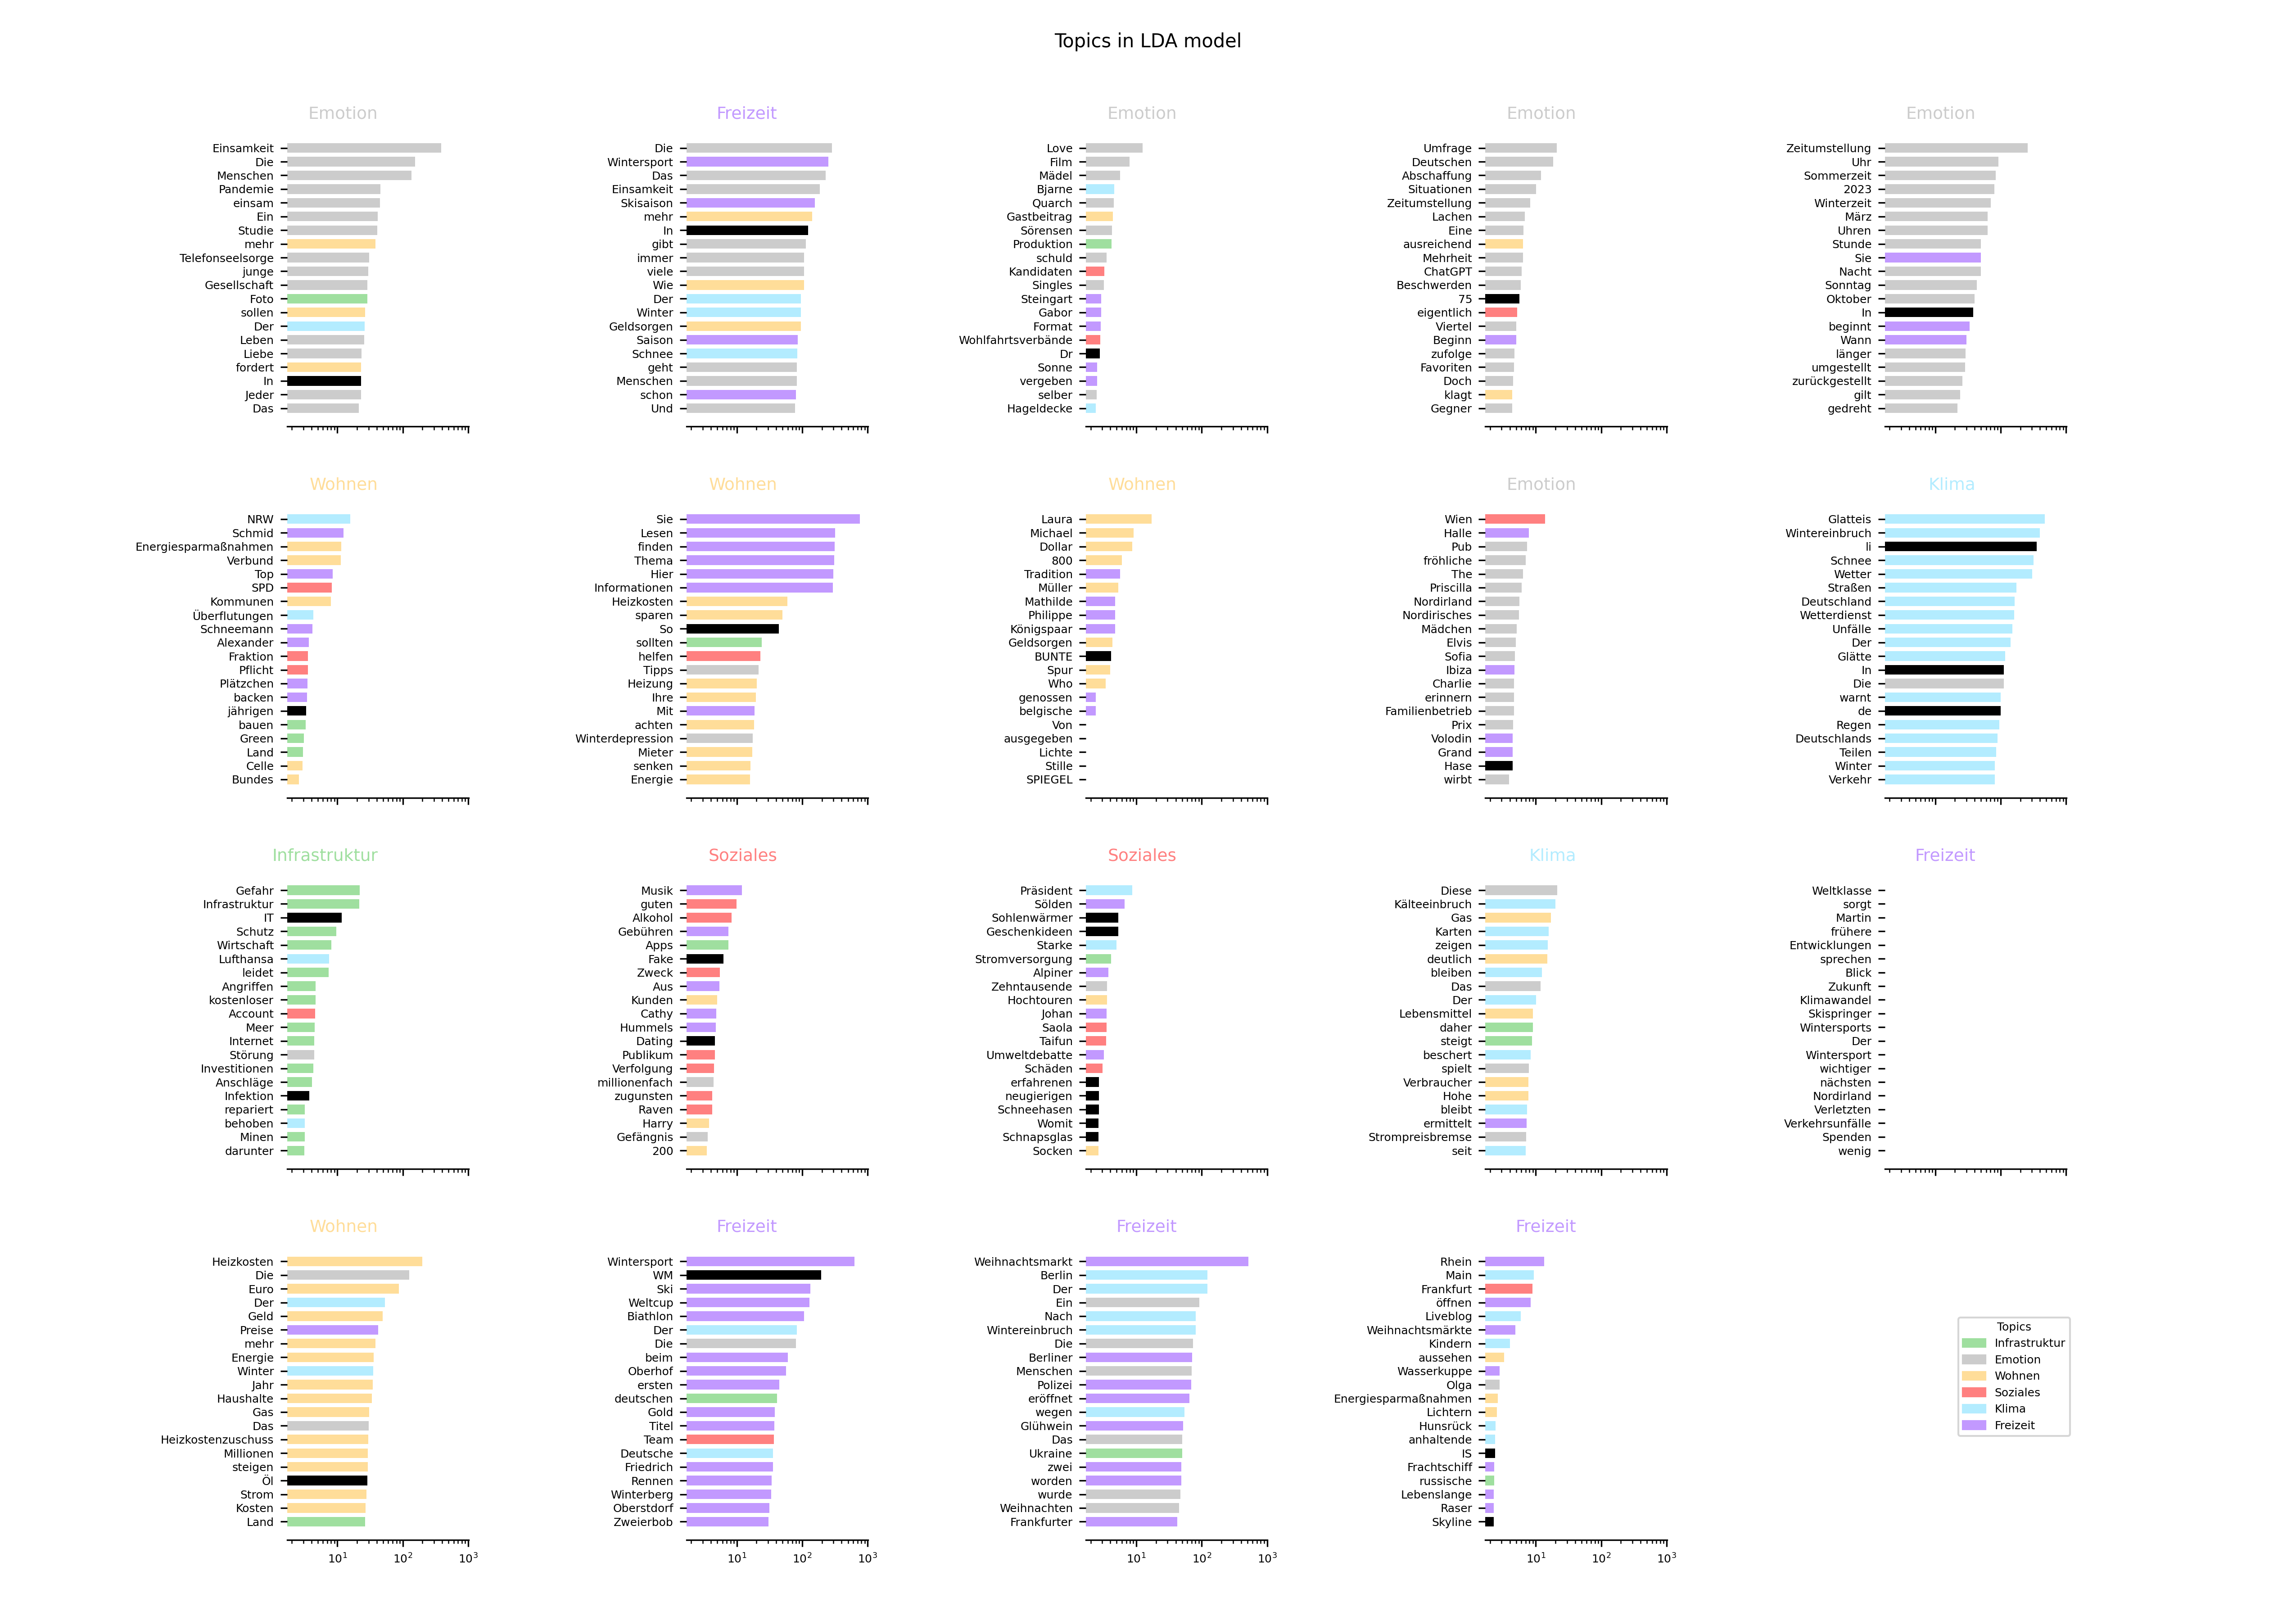 Topics in LDA model
Emotion
Einsamkeit
Die
Menschen
Pandemie
einsam
Ein
Studie
mehr
Telefonseelsorge
junge
Gesellschaft
Foto
sollen
Der
Leben
Liebe
fordert
In
Jeder
Das
Freizeit
Die
Wintersport
Das
Einsamkeit
Skisaison
mehr
In
gibt
immer
viele
Wie
Der
Winter
Geldsorgen
Saison
Schnee
geht
Menschen
schon
Und
Emotion
Love
Film
Mädel
Bjarne
Quarch
Gastbeitrag
Sörensen
Produktion
schuld
Kandidaten
Singles
Steingart
Gabor
Format
Wohlfahrtsverbände
Dr
Sonne
vergeben
selber
Hageldecke
Emotion
Umfrage
Deutschen
Abschaffung
Situationen
Zeitumstellung
Lachen
Eine
ausreichend
Mehrheit
ChatGPT
Beschwerden
75
eigentlich
Viertel
Beginn
zufolge
Favoriten
Doch
klagt
Gegner
Emotion
Zeitumstellung
Uhr
Sommerzeit
2023
Winterzeit
März
Uhren
Stunde
Sie
Nacht
Sonntag
Oktober
In
beginnt
Wann
länger
umgestellt
zurückgestellt
gilt
gedreht
Wohnen
NRW
Schmid
Energiesparmaßnahmen
Verbund
Top
SPD
Kommunen
Überflutungen
Schneemann
Alexander
Fraktion
Pflicht
Plätzchen
backen
jährigen
bauen
Green
Land
Celle
Bundes
Wohnen
Sie
Lesen
finden
Thema
Hier
Informationen
Heizkosten
sparen
So
sollten
helfen
Tipps
Heizung
Ihre
Mit
achten
Winterdepression
Mieter
senken
Energie
Wohnen
Laura
Michael
Dollar
800
Tradition
Müller
Mathilde
Philippe
Königspaar
Geldsorgen
BUNTE
Spur
Who
genossen
belgische
Von
ausgegeben
Lichte
Stille
SPIEGEL
Emotion
Wien
Halle
Pub
fröhliche
The
Priscilla
Nordirland
Nordirisches
Mädchen
Elvis
Sofia
Ibiza
Charlie
erinnern
Familienbetrieb
Prix
Volodin
Grand
Hase
wirbt
Klima
Glatteis
Wintereinbruch
li
Schnee
Wetter
Straßen
Deutschland
Wetterdienst
Unfälle
Der
Glätte
In
Die
warnt
de
Regen
Deutschlands
Teilen
Winter
Verkehr
Infrastruktur
Gefahr
Infrastruktur
IT
Schutz
Wirtschaft
Lufthansa
leidet
Angriffen
kostenloser
Account
Meer
Internet
Störung
Investitionen
Anschläge
Infektion
repariert
behoben
Minen
darunter
Soziales
Musik
guten
Alkohol
Gebühren
Apps
Fake
Zweck
Aus
Kunden
Cathy
Hummels
Dating
Publikum
Verfolgung
millionenfach
zugunsten
Raven
Harry
Gefängnis
200
Soziales
Präsident
Sölden
Sohlenwärmer
Geschenkideen
Starke
Stromversorgung
Alpiner
Zehntausende
Hochtouren
Johan
Saola
Taifun
Umweltdebatte
Schäden
erfahrenen
neugierigen
Schneehasen
Womit
Schnapsglas
Socken
Klima
Diese
Kälteeinbruch
Gas
Karten
zeigen
deutlich
bleiben
Das
Der
Lebensmittel
daher
steigt
beschert
spielt
Verbraucher
Hohe
bleibt
ermittelt
Strompreisbremse
seit
Freizeit
Weltklasse
sorgt
Martin
frühere
Entwicklungen
sprechen
Blick
Zukunft
Klimawandel
Skispringer
Wintersports
Der
Wintersport
wichtiger
nächsten
Nordirland
Verletzten
Verkehrsunfälle
Spenden
wenig
Wohnen
Heizkosten
Die
Euro
Der
Geld
Preise
mehr
Energie
Winter
Jahr
Haushalte
Gas
Das
Heizkostenzuschuss
Millionen
steigen
Öl
Strom
Kosten
Land
10¹ 10² 10³
Freizeit
Wintersport
WM
Ski
Weltcup
Biathlon
Der
Die
beim
Oberhof
ersten
deutschen
Gold
Titel
Team
Deutsche
Friedrich
Rennen
Winterberg
Oberstdorf
Zweierbob
10¹ 10² 10³
Freizeit
Weihnachtsmarkt
Berlin
Der
Ein
Nach
Wintereinbruch
Die
Berliner
Menschen
Polizei
eröffnet
wegen
Glühwein
Das
Ukraine
zwei
worden
wurde
Weihnachten
Frankfurter
10¹ 10² 10³
Freizeit
Rhein
Main
Frankfurt
öffnen
Liveblog
Weihnachtsmärkte
Kindern
aussehen
Wasserkuppe
Olga
Energiesparmaßnahmen
Lichtern
Hunsrück
anhaltende
IS
Frachtschiff
russische
Lebenslange
Raser
Skyline
10¹ 10² 10³
Topics
Infrastruktur
Emotion
Wohnen
Soziales
Klima
Freizeit